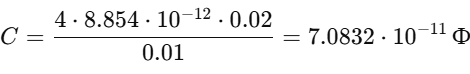 C = \frac{4 \cdot 8.854 \cdot 10^{-12} \cdot 0.02}{0.01} = 7.0832 \cdot 10^{-11} Φ